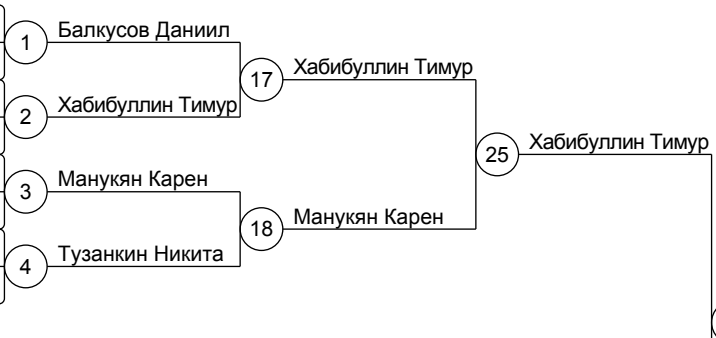 1 Балкусов Даниил
17 Хабибуллин Тимур
2 Хабибуллин Тимур
25 Хабибуллин Тимур
3 Манукян Карен
18 Манукян Карен
4 Тузанкин Никита